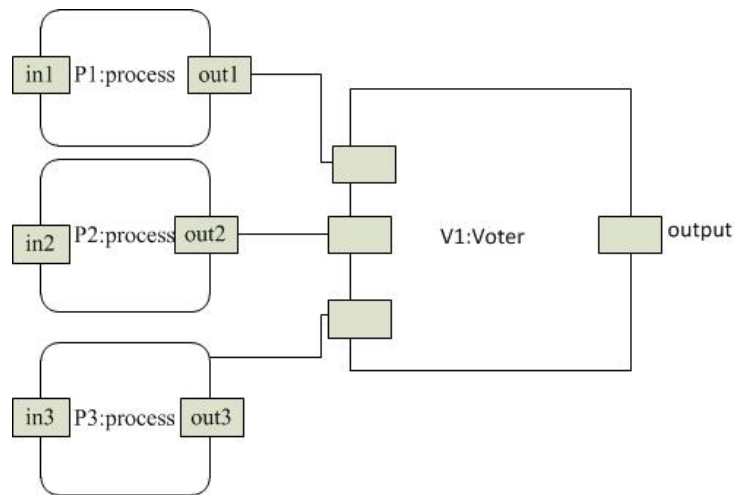 in1 P1:process out1
in2 P2:process out2
V1:Voter
output
in3 P3:process out3